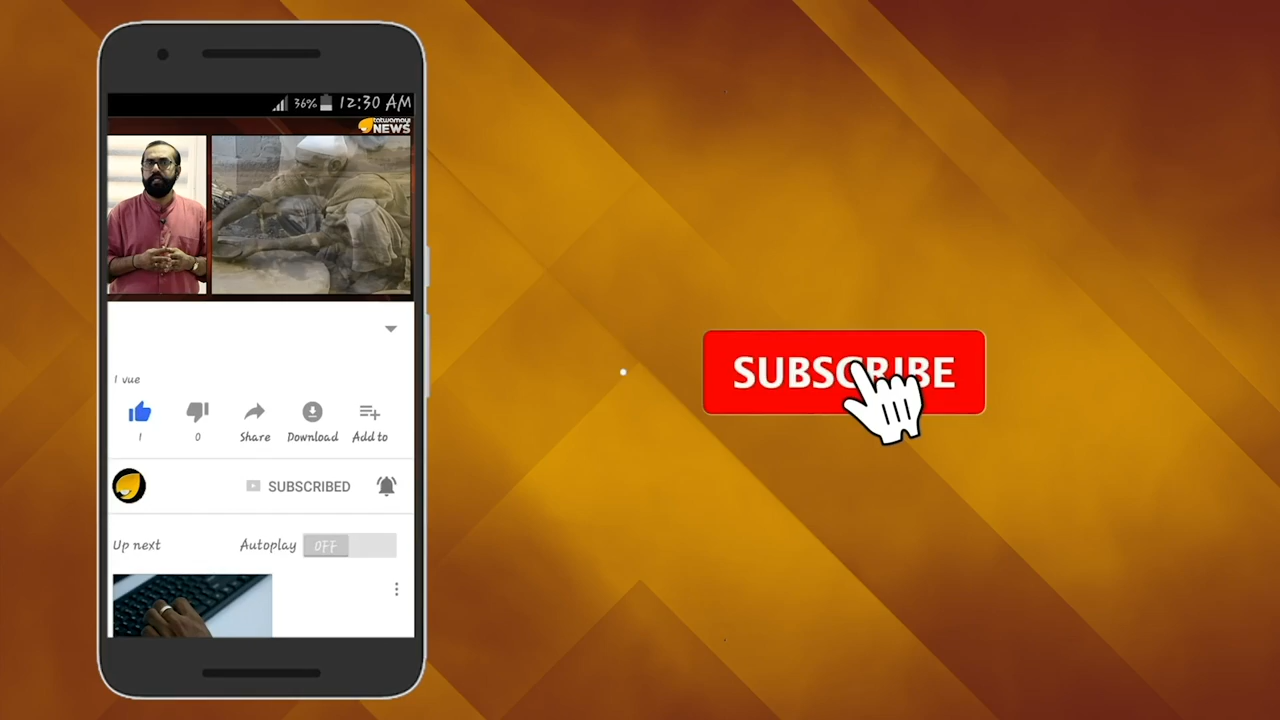 36% 12:30 AM
tatwamayi
NEWS
1 vue
1
0
Share
Download
Add to
SUBSCRIBED
Up next
Autoplay
OFF
SUBSCRIBE